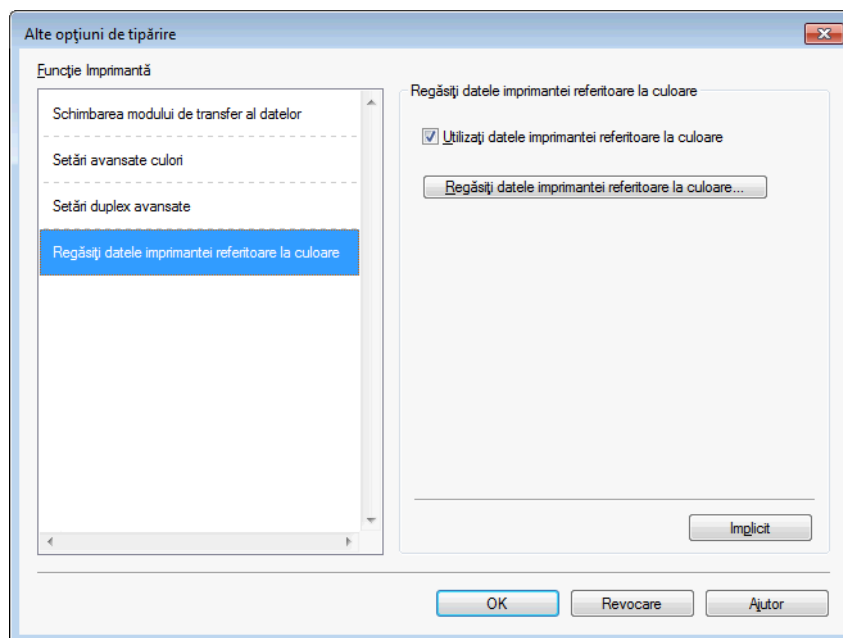 Alte opţiuni de tipărire
Funcţie Imprimantă
Schimbarea modului de transfer al datelor
Setări avansate culori
Setări duplex avansate
Regăsiţi datele imprimantei referitoare la culoare
Regăsiţi datele imprimantei referitoare la culoare
Utilizaţi datele imprimantei referitoare la culoare
Regăsiţi datele imprimantei referitoare la culoare...
Implicit
OK Revocare Ajutor